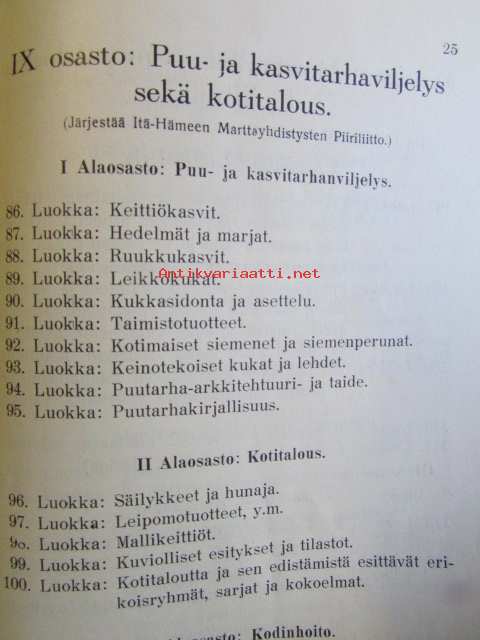 25
IX osasto: Puu- ja kasvitarhaviljelys
sekä kotitalous.
(Järjestää Itä-Hämeen Marttayhdistysten Piiriliitto.)
I Alaosasto: Puu- ja kasvitarhanviljelys.
86. Luokka: Keittiökasvit.
87. Luokka: Hedelmät ja marjat.
88. Luokka: Ruukkukasvit.
Antikvariaatti.net
89. Luokka: Leikkokukat.
90. Luokka: Kukkasidonta ja asettelu.
91. Luokka: Taimistotuotteet.
92. Luokka: Kotimaiset siemenet ja siemenperunat.
93. Luokka: Keinotekoiset kukat ja lehdet.
94. Luokka: Puutarha-arkkitehtuuri- ja taide.
95. Luokka: Puutarhakirjallisuus.
II Alaosasto: Kotitalous.
96. Luokka: Säilykkeet ja hunaja.
97. Luokka: Leipomotuotteet, y.m.
98. Luokka: Mallikeittiöt.
99. Luokka: Kuviolliset esitykset ja tilastot.
100. Luokka: Kotitaloutta ja sen edistämistä esittävät eri-
koisryhmät, sarjat ja kokoelmat.
Alaosasto: Kodinhoito.